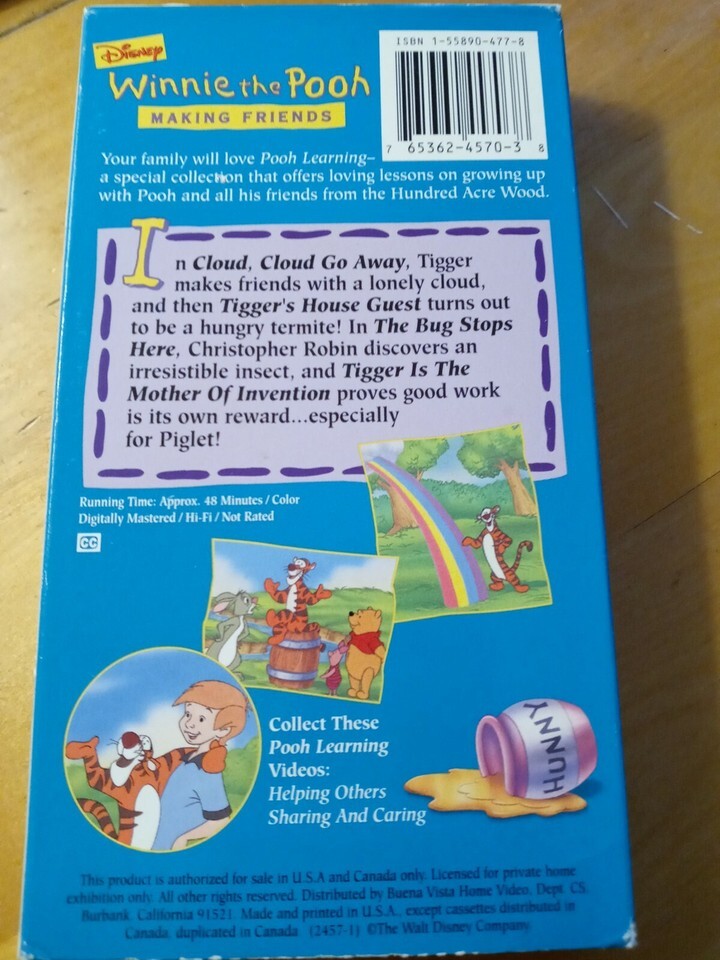 DISNEY
Winnie the Pooh
MAKING FRIENDS
ISBN 1-55890-477-8
7 65362-4570-3 8
Your family will love Pooh Learning–
a special collection that offers loving lessons on growing up
with Pooh and all his friends from the Hundred Acre Wood.
In Cloud, Cloud Go Away, Tigger
makes friends with a lonely cloud,
and then Tigger's House Guest turns out
to be a hungry termite! In The Bug Stops
Here, Christopher Robin discovers an
irresistible insect, and Tigger Is The
Mother Of Invention proves good work
is its own reward...especially
for Piglet!
Running Time: Approx. 48 Minutes / Color
Digitally Mastered / Hi-Fi / Not Rated
CC
Collect These
Pooh Learning
Videos:
Helping Others
Sharing And Caring
HUNNY
This product is authorized for sale in U.S.A and Canada only. Licensed for private home
exhibition only. All other rights reserved. Distributed by Buena Vista Home Video, Dept. CS,
Burbank, California 91521. Made and printed in U.S.A., except cassettes distributed in
Canada, duplicated in Canada (2457-1) ©The Walt Disney Company